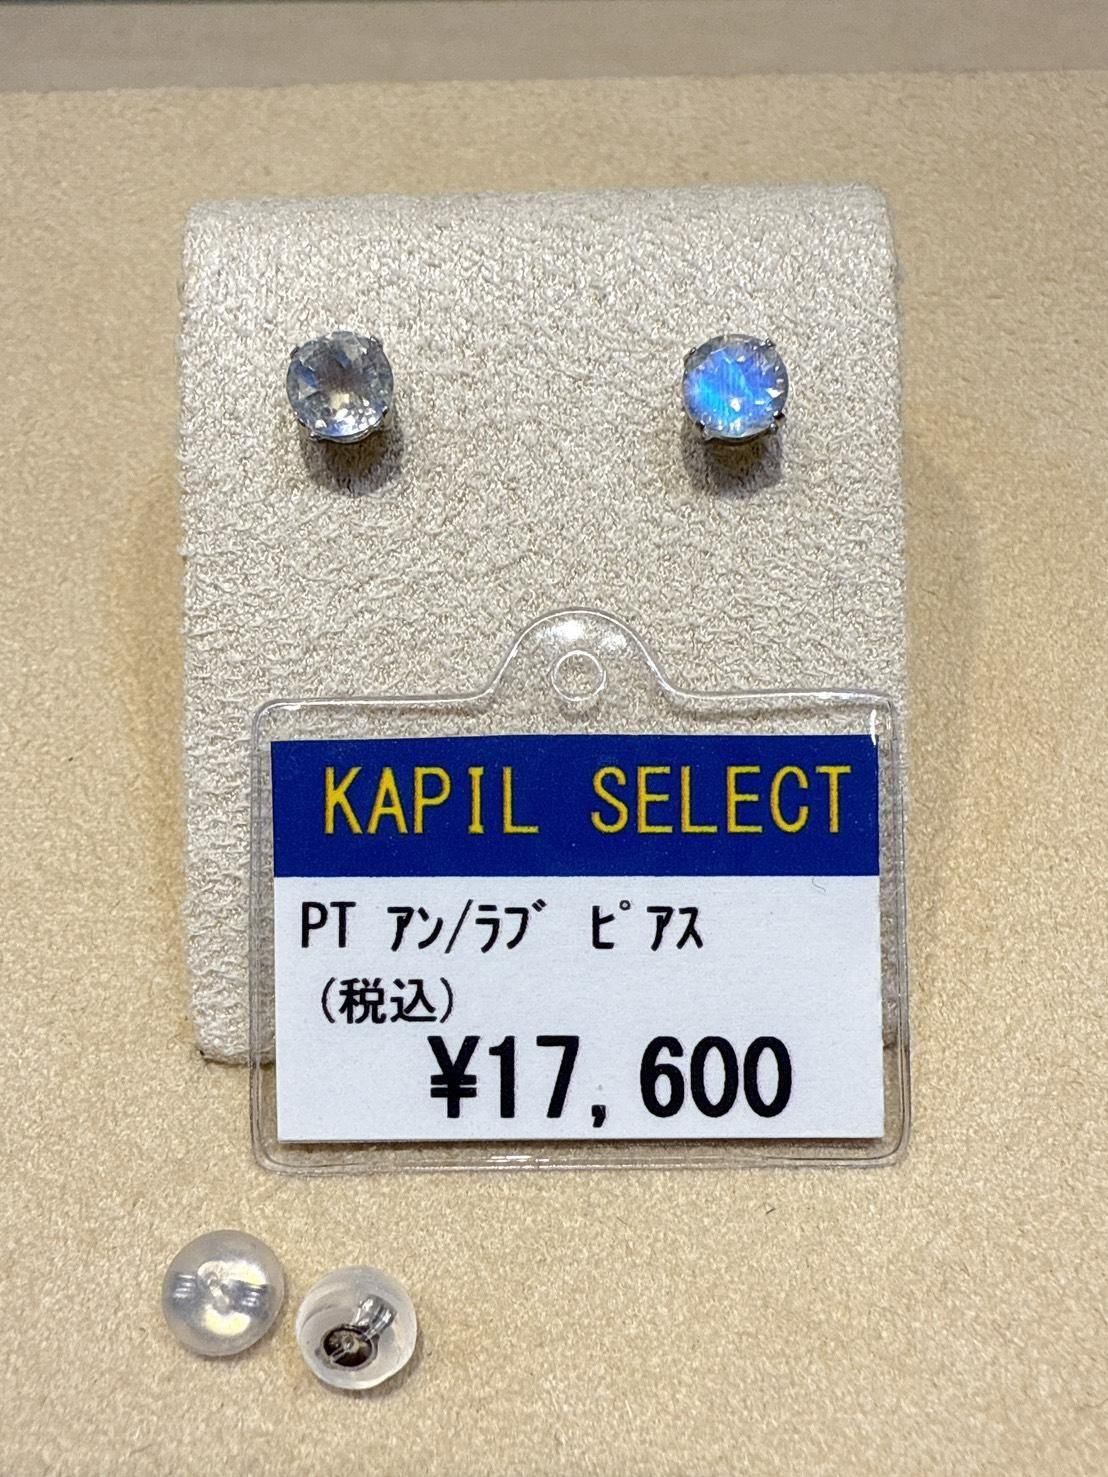 KAPIL SELECT
PT ｱﾝ/ﾗﾌﾞ ﾋﾟｱｽ
(税込)
¥17,600